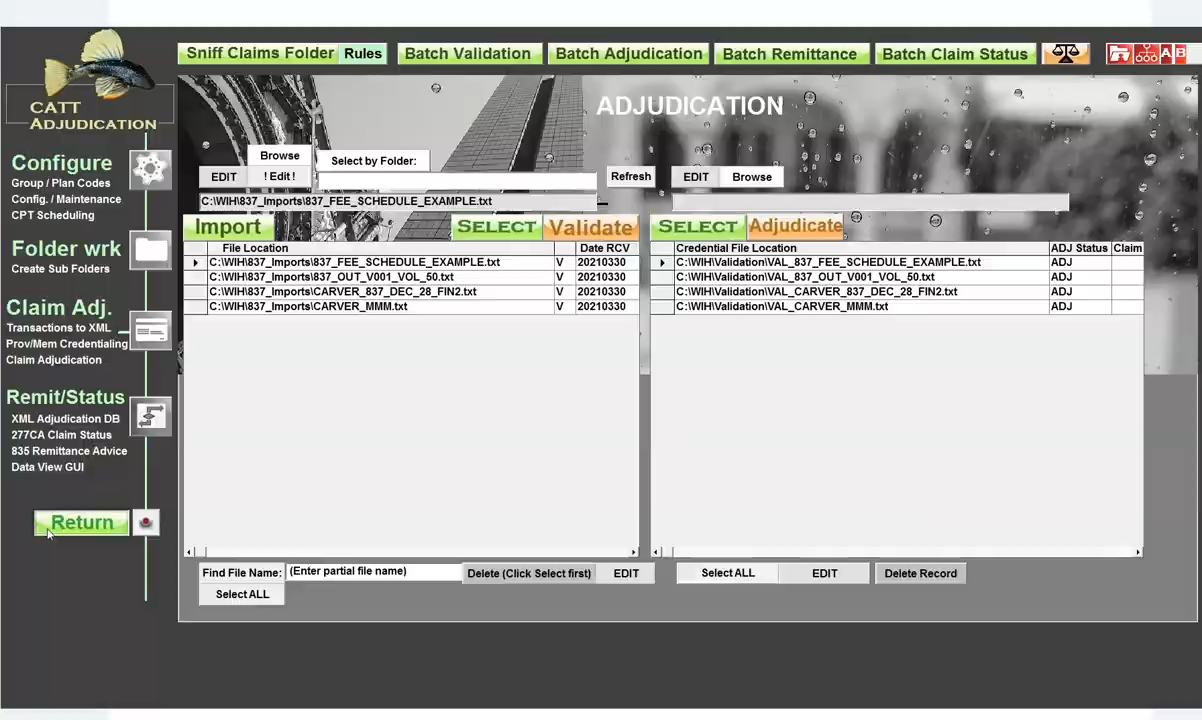 Sniff Claims Folder Rules Batch Validation Batch Adjudication Batch Remittance Batch Claim Status A B
CATT
ADJUDICATION
Configure
Group / Plan Codes
Config. / Maintenance
CPT Scheduling
Folder wrk
Create Sub Folders
Claim Adj.
Transactions to XML
Prov/Mem Credentialing
Claim Adjudication
Remit/Status
XML Adjudication DB
277CA Claim Status
835 Remittance Advice
Data View GUI
Return
ADJUDICATION
Browse
EDIT ! Edit !
Select by Folder:
Refresh
EDIT Browse
C:\WIH\837_Imports\837_FEE_SCHEDULE_EXAMPLE.txt
Import SELECT Validate
File Location Date RCV
C:\WIH\837_Imports\837_FEE_SCHEDULE_EXAMPLE.txt V 20210330
C:\WIH\837_Imports\837_OUT_V001_VOL_50.txt V 20210330
C:\WIH\837_Imports\CARVER_837_DEC_28_FIN2.txt V 20210330
C:\WIH\837_Imports\CARVER_MMM.txt V 20210330
SELECT Adjudicate
Credential File Location ADJ Status Claim
C:\WIH\Validation\VAL_837_FEE_SCHEDULE_EXAMPLE.txt ADJ
C:\WIH\Validation\VAL_837_OUT_V001_VOL_50.txt ADJ
C:\WIH\Validation\VAL_CARVER_837_DEC_28_FIN2.txt ADJ
C:\WIH\Validation\VAL_CARVER_MMM.txt ADJ
Find File Name: (Enter partial file name) Delete (Click Select first) EDIT
Select ALL
Select ALL EDIT Delete Record